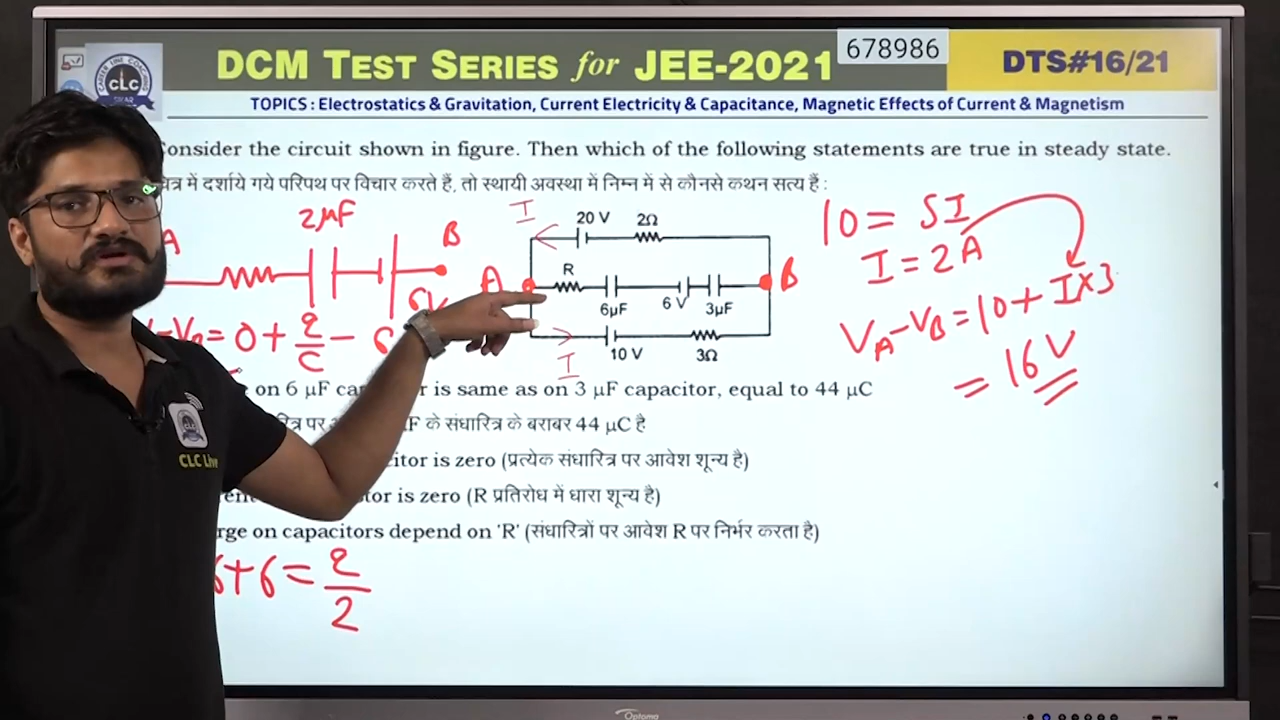 DCM TEST SERIES for JEE-2021
678986
DTS#16/21
CLC
TOPICS : Electrostatics & Gravitation, Current Electricity & Capacitance, Magnetic Effects of Current & Magnetism
Consider the circuit shown in figure. Then which of the following statements are true in steady state.
चित्र में दर्शाये गये परिपथ पर विचार करते हैं, तो स्थायी अवस्था में निम्न में से कौनसे कथन सत्य हैं :
A
2μF
B
6V
= 0 + q/C - 6
I
20 V
2Ω
A
R
6μF
6 V
3μF
B
I
10 V
3Ω
10 = 5I
I = 2A
VA - VB = 10 + I×3
= 16V
on 6 μF is same as on 3 μF capacitor, equal to 44 μC
के संधारित्र के बराबर 44 μC है
is zero (प्रत्येक संधारित्र पर आवेश शून्य है)
is zero (R प्रतिरोध में धारा शून्य है)
on capacitors depend on 'R' (संधारित्रों पर आवेश R पर निर्भर करता है)
+6 = q/2
CLC Live
Optoma